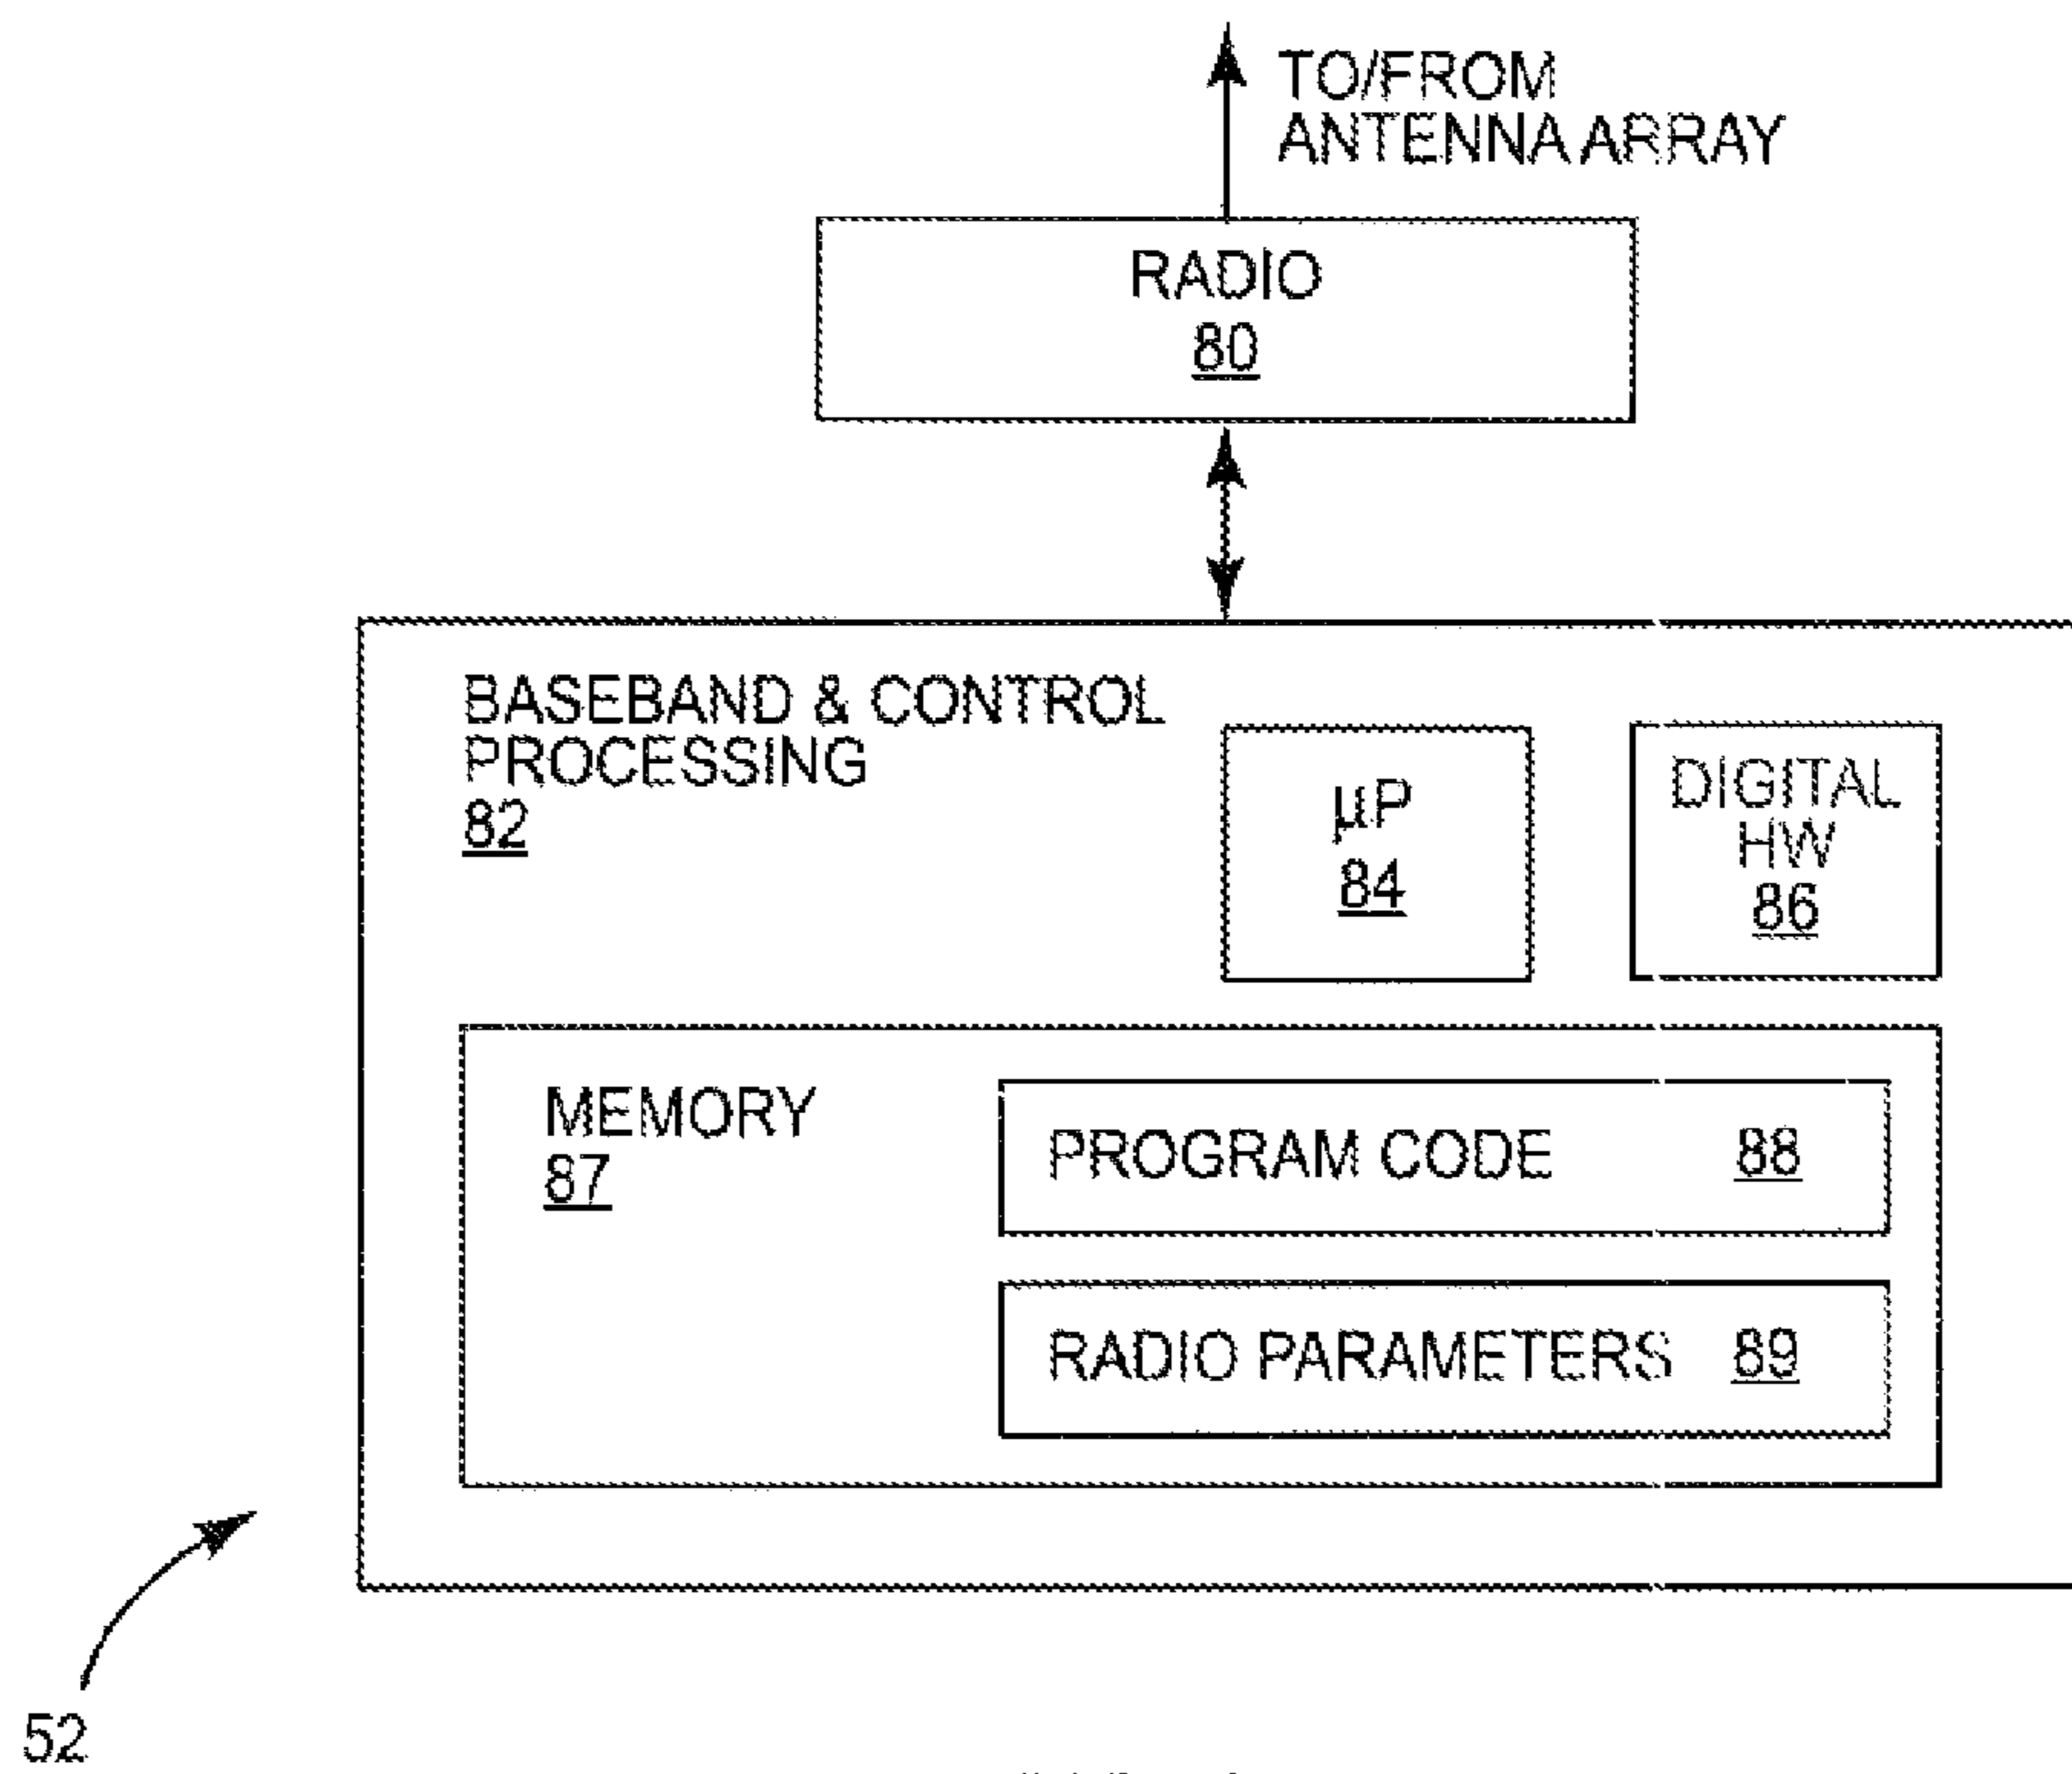 TO/FROM
ANTENNA ARRAY
RADIO
80
BASEBAND & CONTROL
PROCESSING
82
µP
84
DIGITAL
HW
86
MEMORY
87
PROGRAM CODE 88
RADIO PARAMETERS 89
52